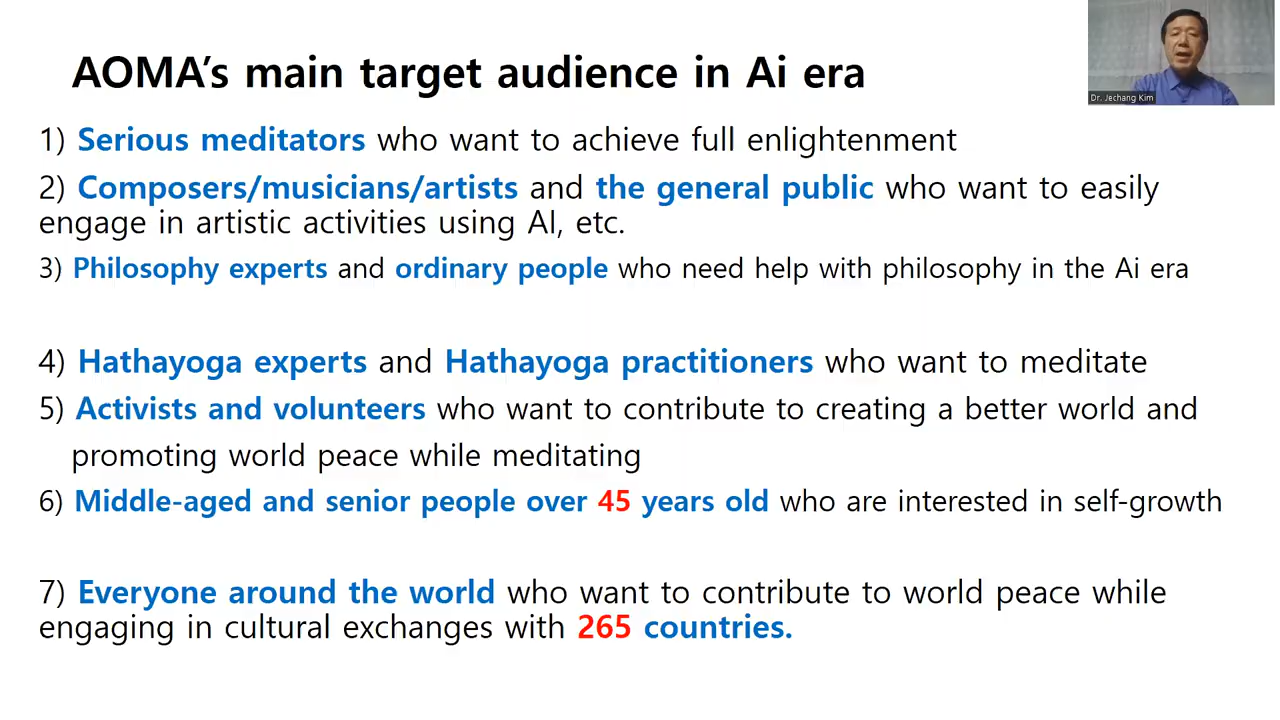 AOMA’s main target audience in Ai era
Dr. Jechang Kim
1) Serious meditators who want to achieve full enlightenment
2) Composers/musicians/artists and the general public who want to easily
engage in artistic activities using AI, etc.
3) Philosophy experts and ordinary people who need help with philosophy in the Ai era
4) Hathayoga experts and Hathayoga practitioners who want to meditate
5) Activists and volunteers who want to contribute to creating a better world and
promoting world peace while meditating
6) Middle-aged and senior people over 45 years old who are interested in self-growth
7) Everyone around the world who want to contribute to world peace while
engaging in cultural exchanges with 265 countries.